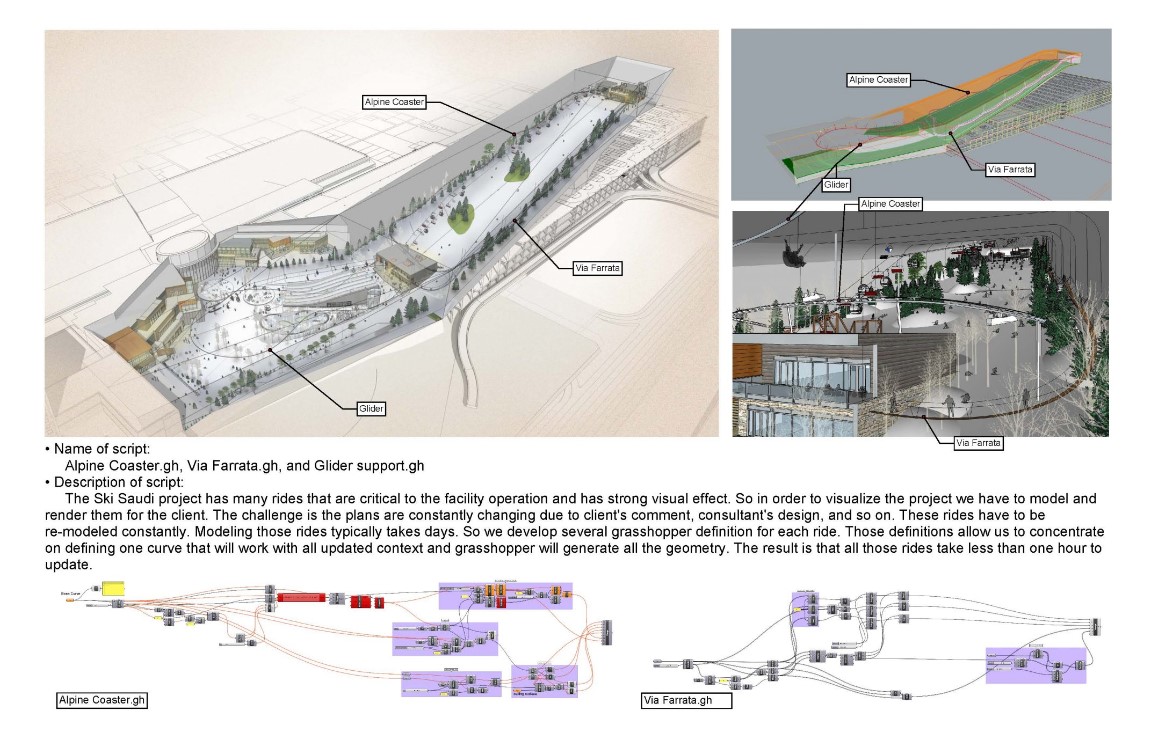 Alpine Coaster
Via Farrata
Glider
Alpine Coaster
Via Farrata
Glider
Alpine Coaster
Via Farrata
• Name of script:
Alpine Coaster.gh, Via Farrata.gh, and Glider support.gh
• Description of script:
The Ski Saudi project has many rides that are critical to the facility operation and has strong visual effect. So in order to visualize the project we have to model and
render them for the client. The challenge is the plans are constantly changing due to client's comment, consultant's design, and so on. These rides have to be
re-modeled constantly. Modeling those rides typically takes days. So we develop several grasshopper definition for each ride. Those definitions allow us to concentrate
on defining one curve that will work with all updated context and grasshopper will generate all the geometry. The result is that all those rides take less than one hour to
update.
Alpine Coaster.gh
Via Farrata.gh